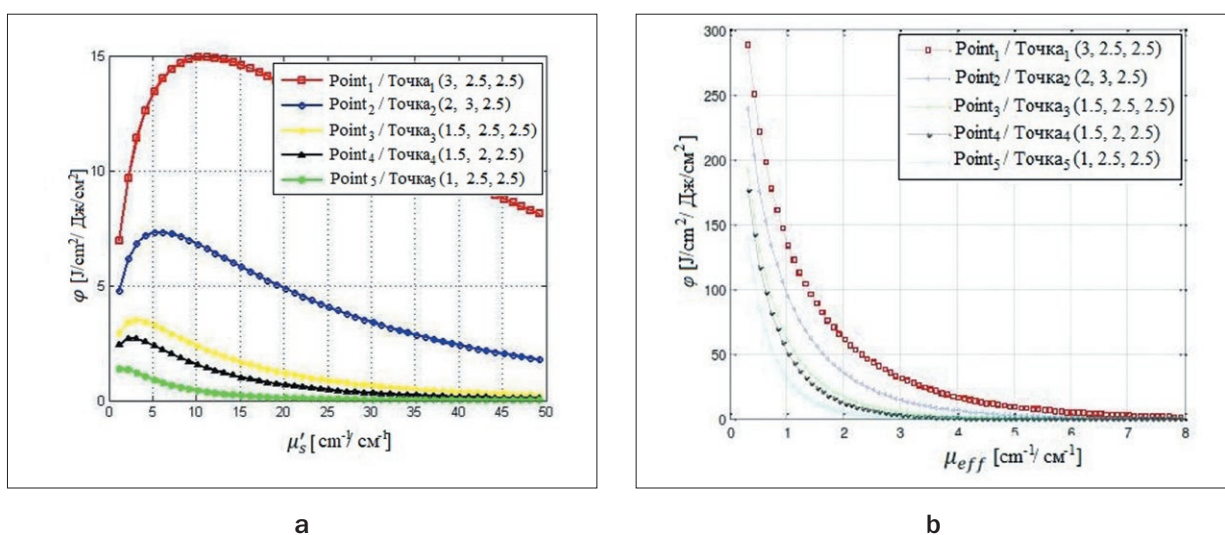 15
10
5
0
φ [J/cm²/ Дж/см²]
Point₁ / Точка₁ (3, 2.5, 2.5)
Point₂ / Точка₂ (2, 3, 2.5)
Point₃ / Точка₃ (1.5, 2.5, 2.5)
Point₄ / Точка₄ (1.5, 2, 2.5)
Point₅ / Точка₅ (1, 2.5, 2.5)
0 5 10 15 20 25 30 35 40 45 50
μ′ₛ [cm⁻¹/ см⁻¹]
a
300
250
200
150
100
50
0
φ [J/cm²/ Дж/см²]
Point₁ / Точка₁ (3, 2.5, 2.5)
Point₂ / Точка₂ (2, 3, 2.5)
Point₃ / Точка₃ (1.5, 2.5, 2.5)
Point₄ / Точка₄ (1.5, 2, 2.5)
Point₅ / Точка₅ (1, 2.5, 2.5)
0 1 2 3 4 5 6 7 8
μeff [cm⁻¹/ см⁻¹]
b